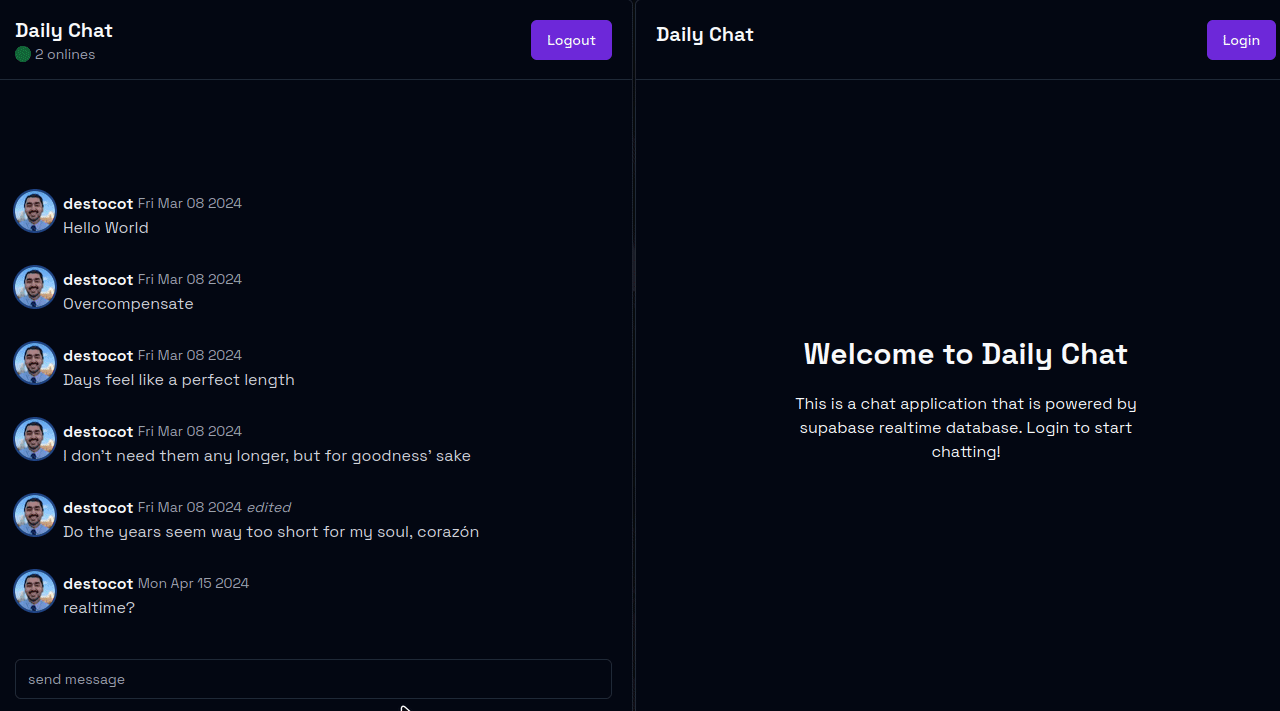 Daily Chat
2 onlines
Logout
destocot Fri Mar 08 2024
Hello World
destocot Fri Mar 08 2024
Overcompensate
destocot Fri Mar 08 2024
Days feel like a perfect length
destocot Fri Mar 08 2024
I don't need them any longer, but for goodness' sake
destocot Fri Mar 08 2024 edited
Do the years seem way too short for my soul, corazón
destocot Mon Apr 15 2024
realtime?
send message
Daily Chat
Login
Welcome to Daily Chat
This is a chat application that is powered by
supabase realtime database. Login to start
chatting!